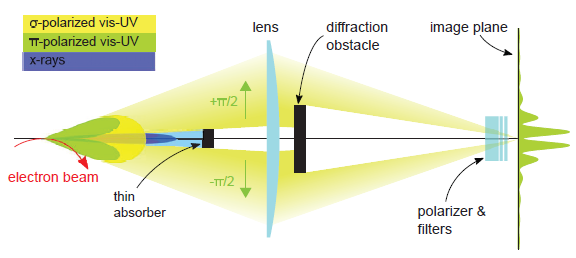 σ-polarized vis-UV
π-polarized vis-UV
x-rays
lens
diffraction
obstacle
image plane
+π/2
-π/2
electron beam
thin
absorber
polarizer &
filters